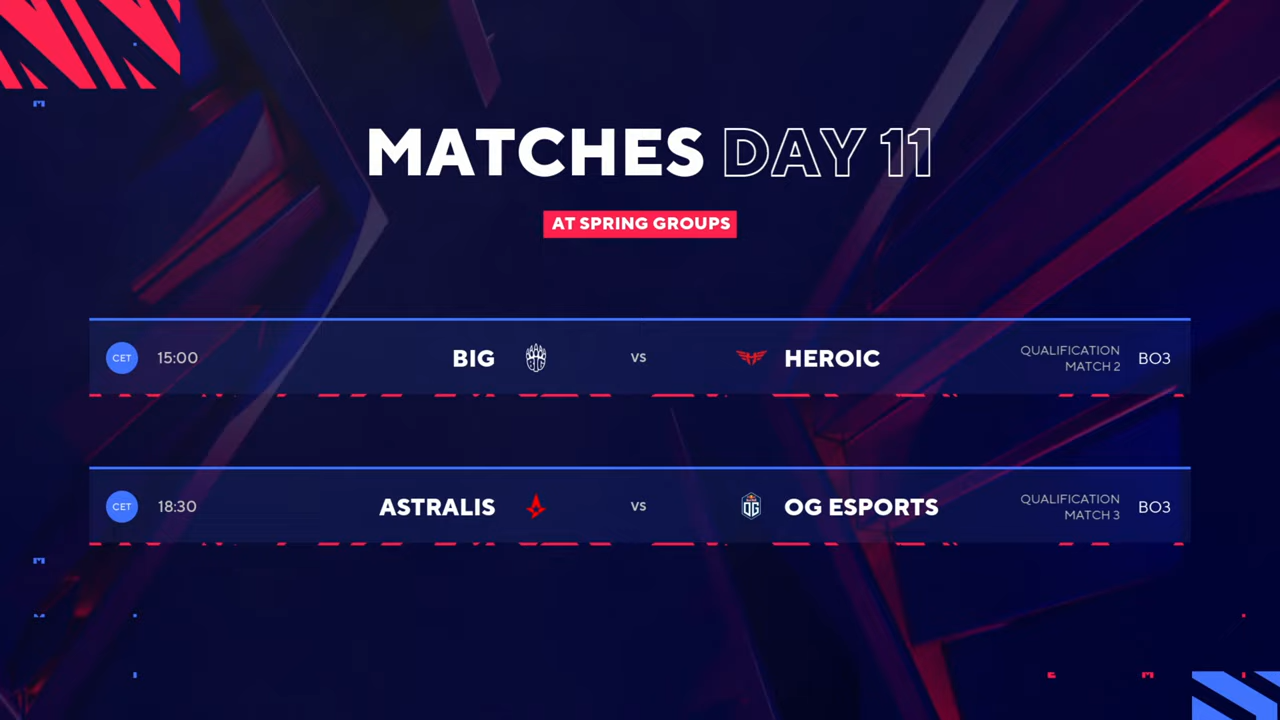 MATCHES DAY 11
AT SPRING GROUPS
CET 15:00 BIG VS HEROIC QUALIFICATION MATCH 2 BO3
CET 18:30 ASTRALIS VS OG ESPORTS QUALIFICATION MATCH 3 BO3